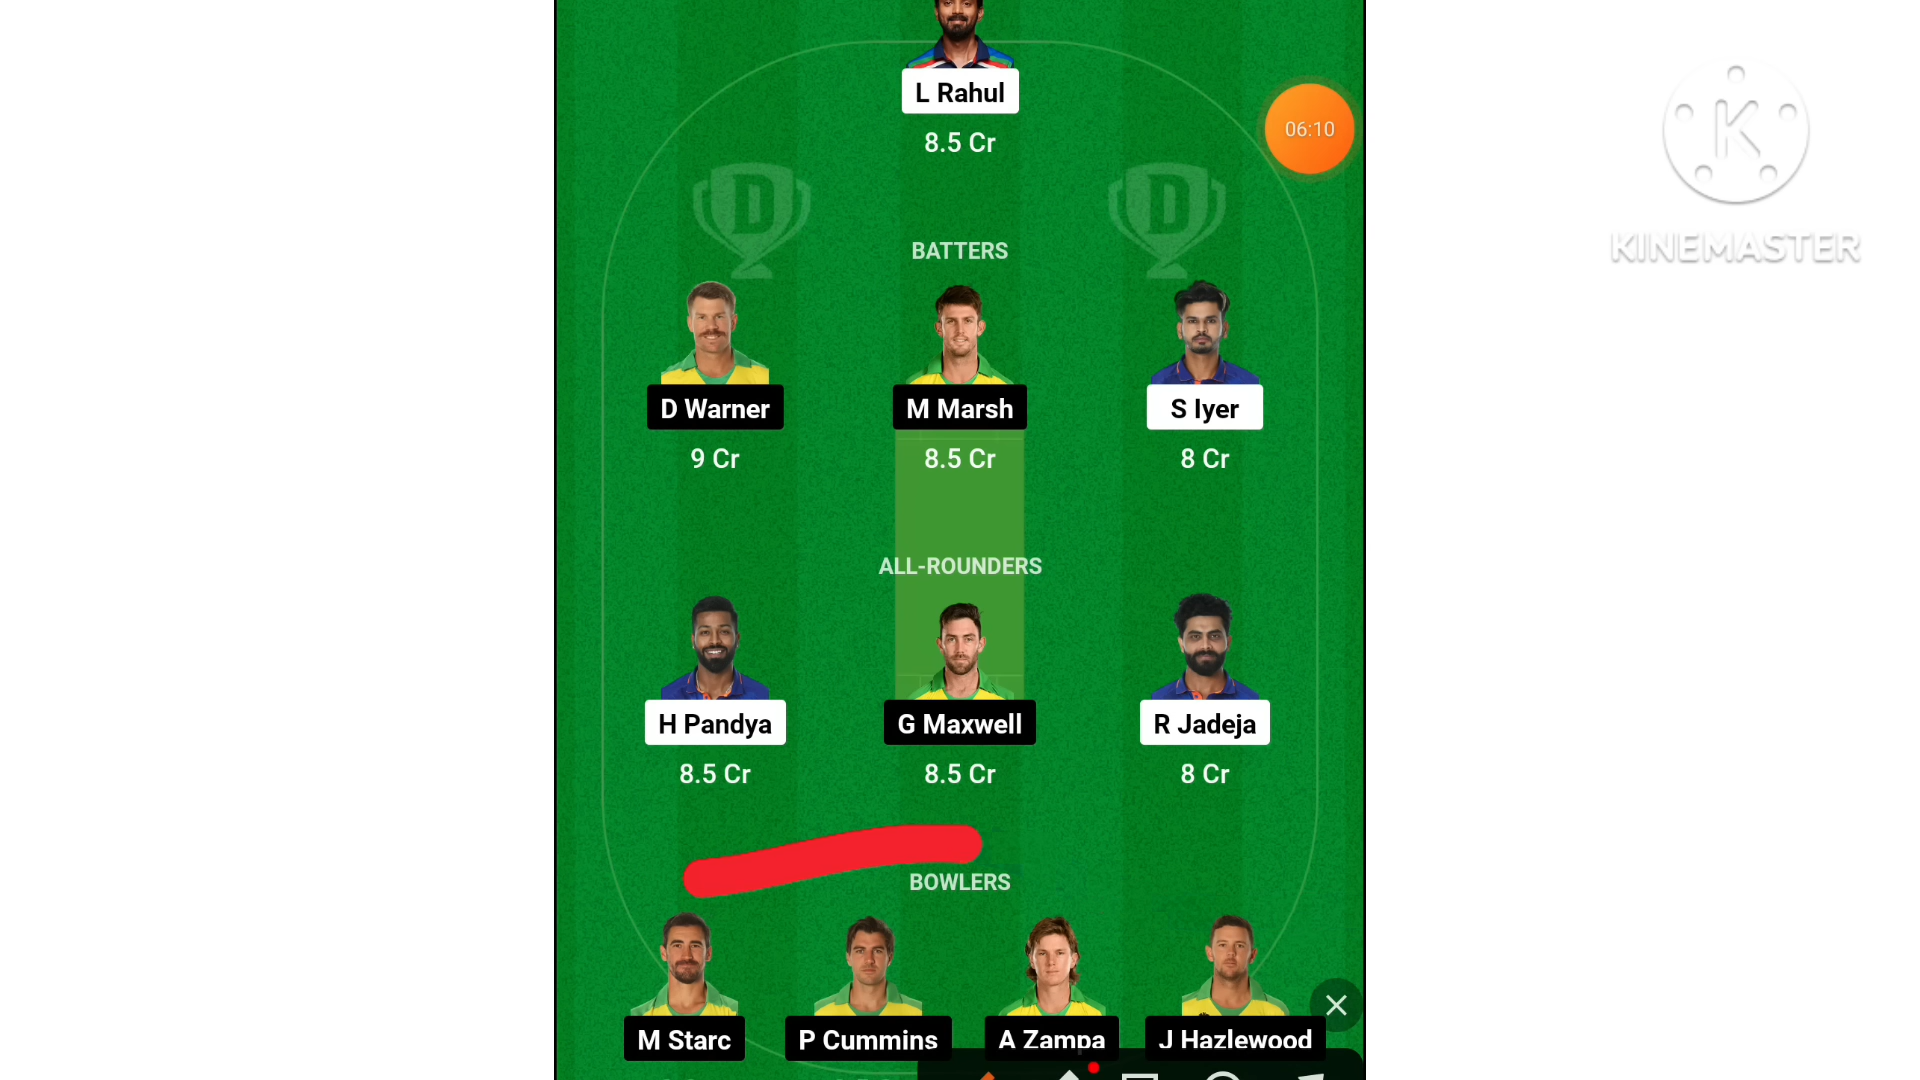 L Rahul
8.5 Cr
06:10
K
KINEMASTER
D
D
BATTERS
D Warner
M Marsh
S Iyer
9 Cr
8.5 Cr
8 Cr
ALL-ROUNDERS
H Pandya
G Maxwell
R Jadeja
8.5 Cr
8.5 Cr
8 Cr
BOWLERS
M Starc
P Cummins
A Zampa
J Hazlewood